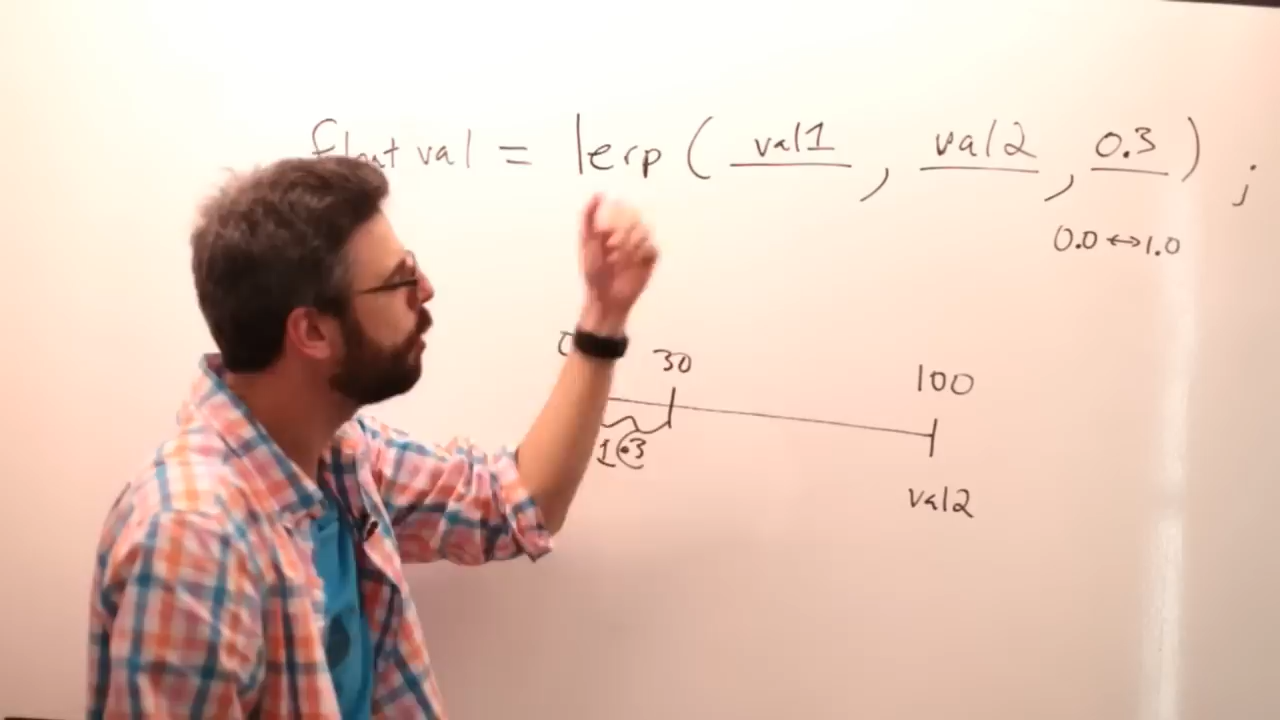 float val = lerp ( val1 , val2 , 0.3 ) ;
0.0 ↔ 1.0
30 100
.3
val2